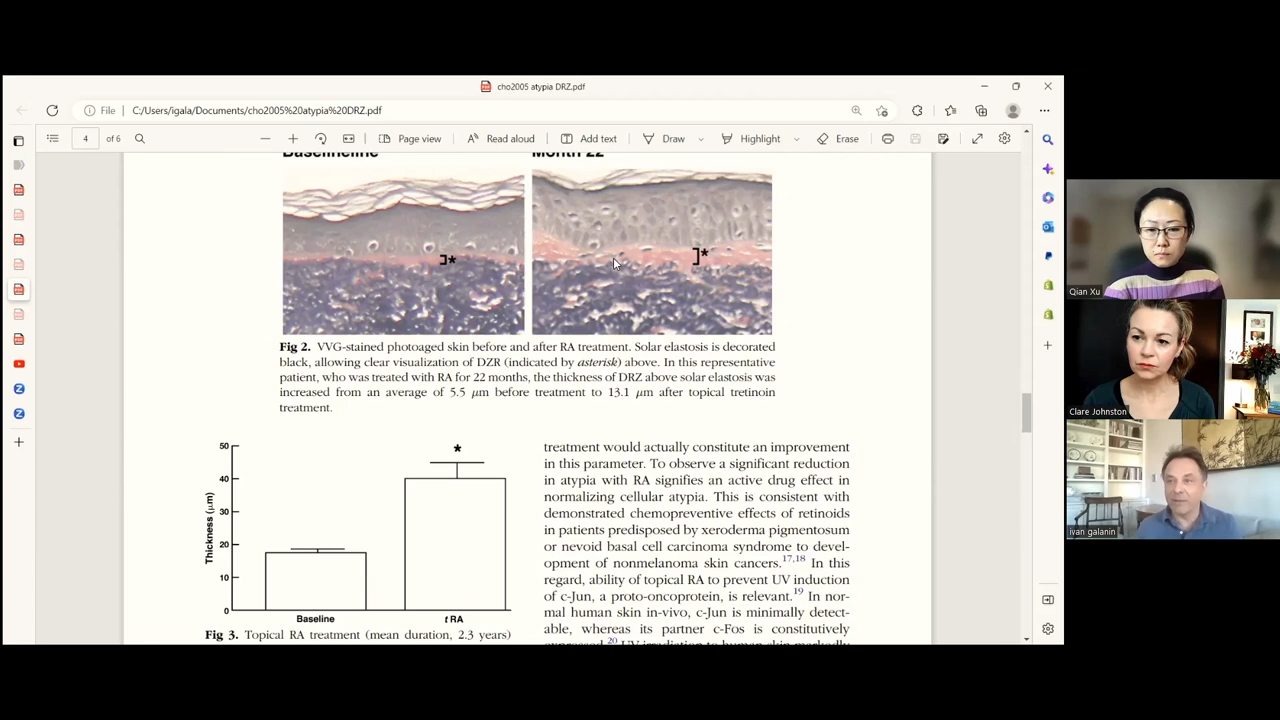 cho2005 atypia DRZ.pdf
File C:/Users/igala/Documents/cho2005%20atypia%20DRZ.pdf
4 of 6 Page view Read aloud Add text Draw Highlight Erase
Baselineline Month 22
Fig 2. VVG-stained photoaged skin before and after RA treatment. Solar elastosis is decorated
black, allowing clear visualization of DZR (indicated by asterisk) above. In this representative
patient, who was treated with RA for 22 months, the thickness of DRZ above solar elastosis was
increased from an average of 5.5 μm before treatment to 13.1 μm after topical tretinoin
treatment.
50
40
30
20
10
0
Thickness (μm)
*
Baseline t RA
Fig 3. Topical RA treatment (mean duration, 2.3 years)
treatment would actually constitute an improvement
in this parameter. To observe a significant reduction
in atypia with RA signifies an active drug effect in
normalizing cellular atypia. This is consistent with
demonstrated chemopreventive effects of retinoids
in patients predisposed by xeroderma pigmentosum
or nevoid basal cell carcinoma syndrome to devel-
opment of nonmelanoma skin cancers.17,18 In this
regard, ability of topical RA to prevent UV induction
of c-Jun, a proto-oncoprotein, is relevant.19 In nor-
mal human skin in-vivo, c-Jun is minimally detect-
able, whereas its partner c-Fos is constitutively
expressed.20 UV irradiation to human skin markedly
Qian Xu
Clare Johnston
ivan galanin